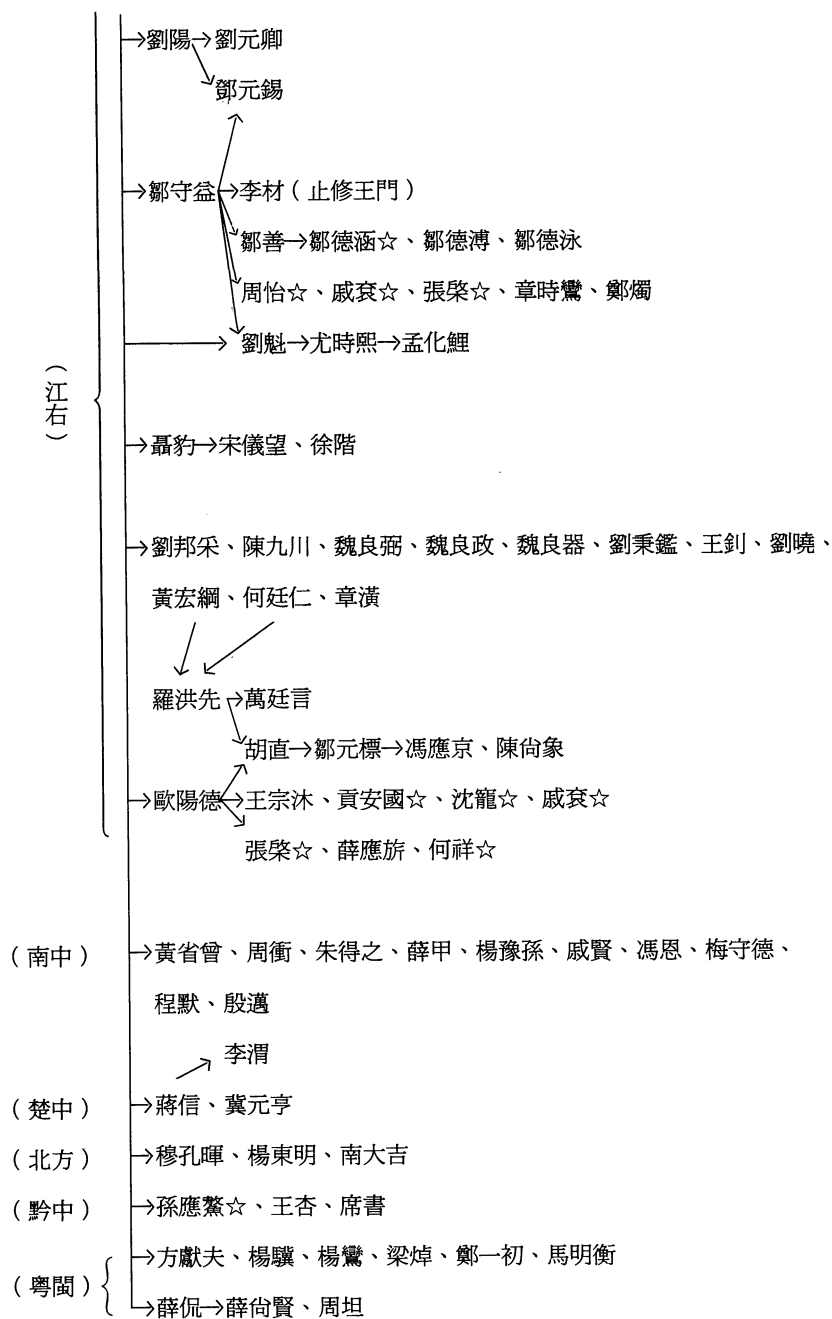 劉陽→劉元卿
鄧元錫
鄒守益→李材（止修王門）
鄒善→鄒德涵☆、鄒德溥、鄒德泳
周怡☆、戚袞☆、張棨☆、章時鸞、鄭燭
劉魁→尤時熙→孟化鯉
（江右）
聶豹→宋儀望、徐階
劉邦采、陳九川、魏良弼、魏良政、魏良器、劉秉鑑、王釗、劉曉、
黃宏綱、何廷仁、章潢
羅洪先→萬廷言
胡直→鄒元標→馮應京、陳尙象
歐陽德→王宗沐、貢安國☆、沈寵☆、戚袞☆
張棨☆、薛應旂、何祥☆
（南中）→黃省曾、周衝、朱得之、薛甲、楊豫孫、戚賢、馮恩、梅守德、
程默、殷邁
李渭
（楚中）→蔣信、冀元亨
（北方）→穆孔暉、楊東明、南大吉
（黔中）→孫應鰲☆、王杏、席書
方獻夫、楊驥、楊鸞、梁焯、鄭一初、馬明衡
（粵閩）
薛侃→薛尙賢、周坦